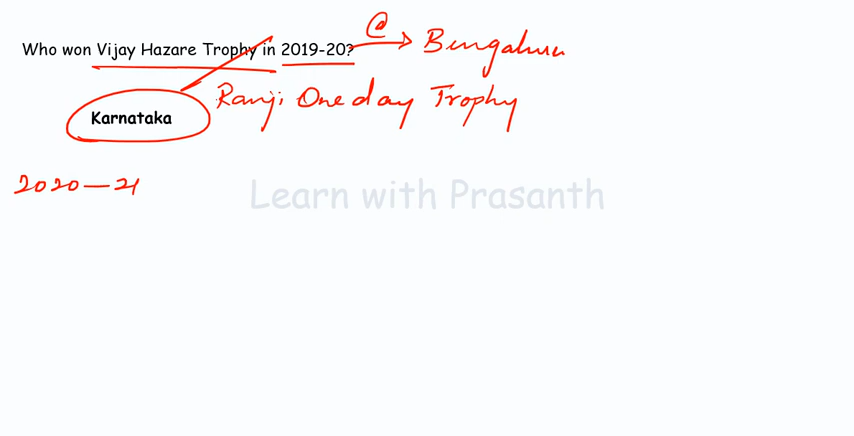 Who won Vijay Hazare Trophy in 2019-20? @ → Bengaluru
Karnataka
Ranji One day Trophy
2020-21
Learn with Prasanth